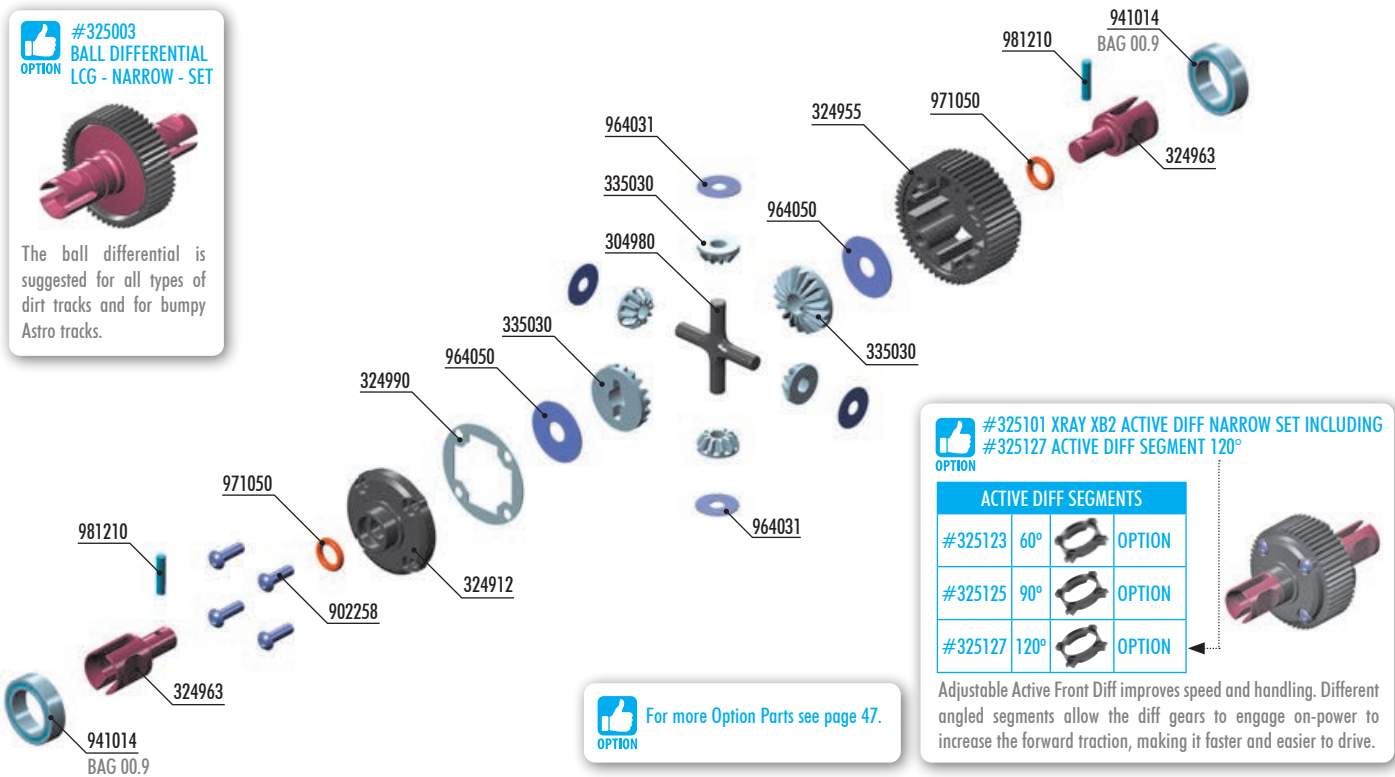 OPTION
#325003
BALL DIFFERENTIAL
LCG - NARROW - SET
The ball differential is
suggested for all types of
dirt tracks and for bumpy
Astro tracks.
941014
BAG 00.9
981210
971050
324955
324963
964031
335030
964050
304980
335030
335030
964050
324990
971050
964031
981210
324912
902258
324963
941014
BAG 00.9
OPTION
For more Option Parts see page 47.
OPTION
#325101 XRAY XB2 ACTIVE DIFF NARROW SET INCLUDING
#325127 ACTIVE DIFF SEGMENT 120°
ACTIVE DIFF SEGMENTS
#325123 60º OPTION
#325125 90º OPTION
#325127 120º OPTION
Adjustable Active Front Diff improves speed and handling. Different
angled segments allow the diff gears to engage on-power to
increase the forward traction, making it faster and easier to drive.